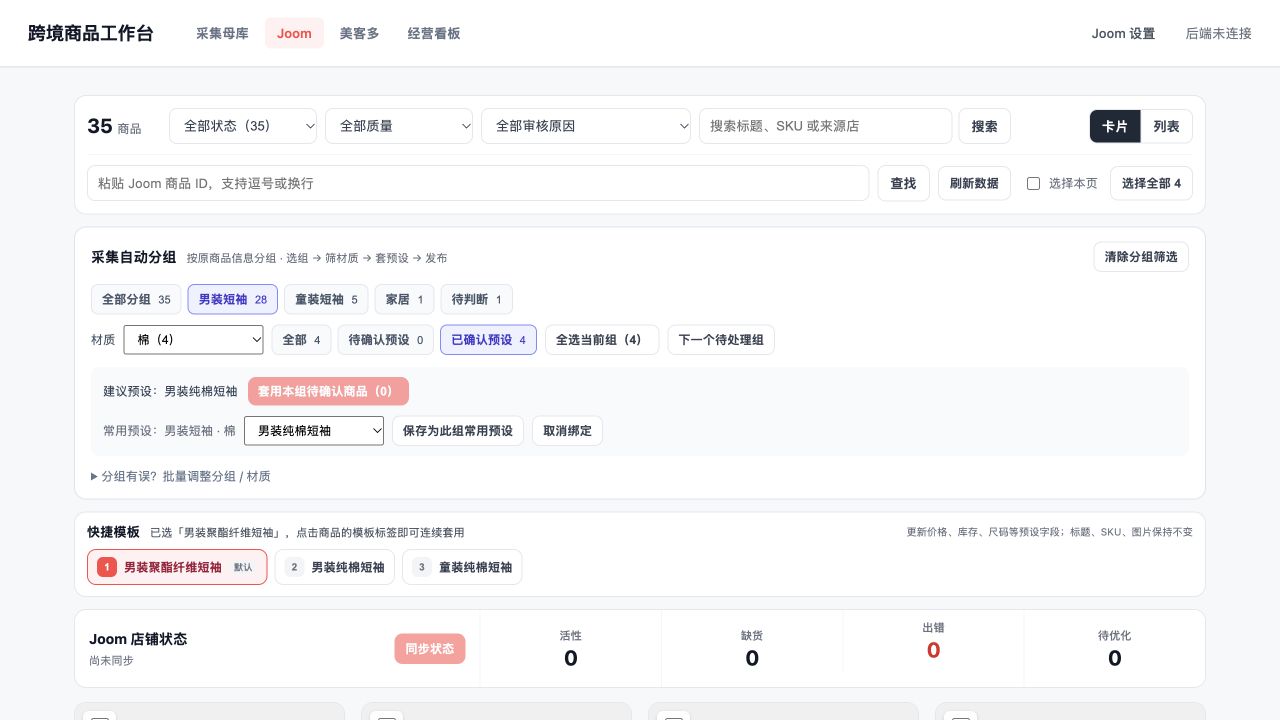 跨境商品工作台 采集母库 Joom 美客多 经营看板 Joom 设置 后端未连接
35 商品 全部状态（35） 全部质量 全部审核原因 搜索标题、SKU 或来源店 搜索 卡片 列表
粘贴 Joom 商品 ID，支持逗号或换行 查找 刷新数据 选择本页 选择全部 4
采集自动分组 按原商品信息分组 · 选组 → 筛材质 → 套预设 → 发布 清除分组筛选
全部分组 35 男装短袖 28 童装短袖 5 家居 1 待判断 1
材质 棉（4） 全部 4 待确认预设 0 已确认预设 4 全选当前组（4） 下一个待处理组
建议预设：男装纯棉短袖 套用本组待确认商品（0）
常用预设：男装短袖 · 棉 男装纯棉短袖 保存为此组常用预设 取消绑定
▶ 分组有误？批量调整分组 / 材质
快捷模板 已选「男装聚酯纤维短袖」，点击商品的模板标签即可连续套用 更新价格、库存、尺码等预设字段；标题、SKU、图片保持不变
1 男装聚酯纤维短袖 默认 2 男装纯棉短袖 3 童装纯棉短袖
Joom 店铺状态 同步状态 活性 缺货 出错 待优化
尚未同步 0 0 0 0